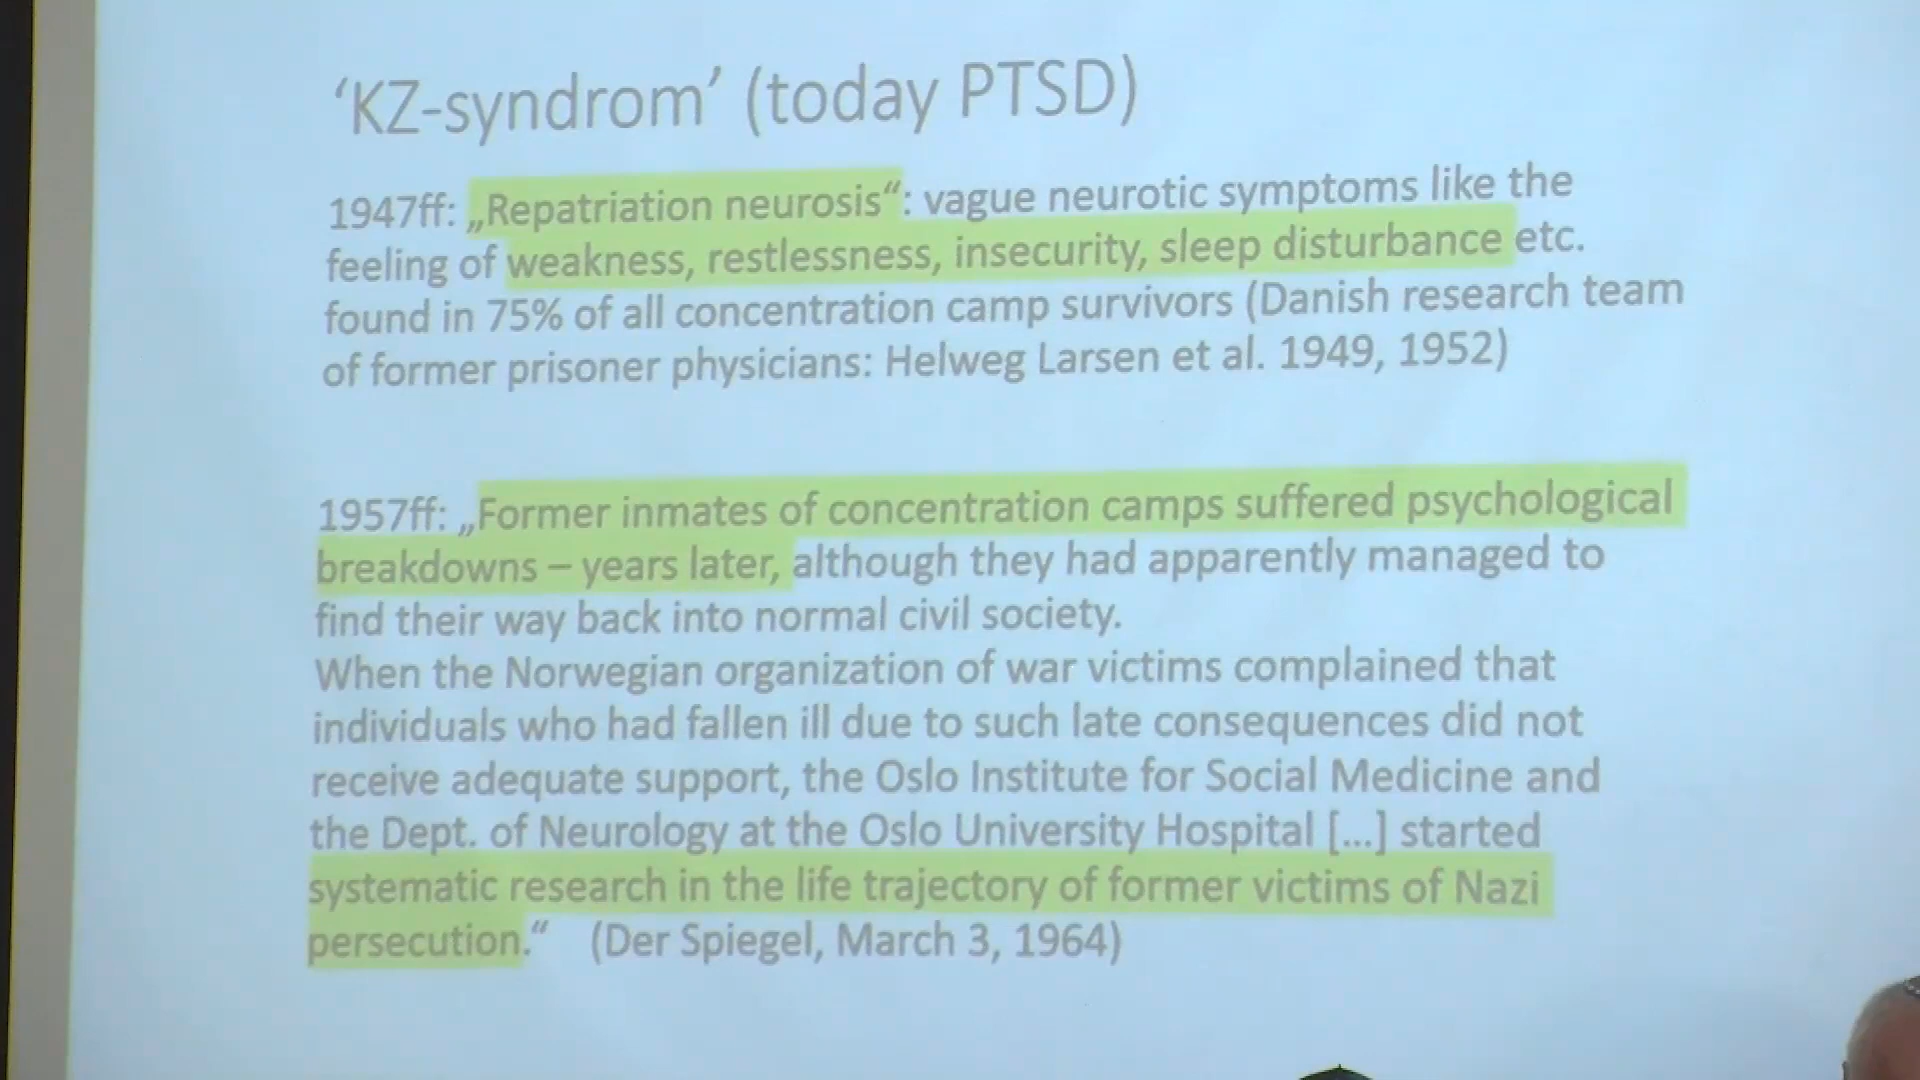 ‘KZ-syndrom’ (today PTSD)
1947ff: „Repatriation neurosis“: vague neurotic symptoms like the
feeling of weakness, restlessness, insecurity, sleep disturbance etc.
found in 75% of all concentration camp survivors (Danish research team
of former prisoner physicians: Helweg Larsen et al. 1949, 1952)
1957ff: „Former inmates of concentration camps suffered psychological
breakdowns – years later, although they had apparently managed to
find their way back into normal civil society.
When the Norwegian organization of war victims complained that
individuals who had fallen ill due to such late consequences did not
receive adequate support, the Oslo Institute for Social Medicine and
the Dept. of Neurology at the Oslo University Hospital [...] started
systematic research in the life trajectory of former victims of Nazi
persecution.“ (Der Spiegel, March 3, 1964)